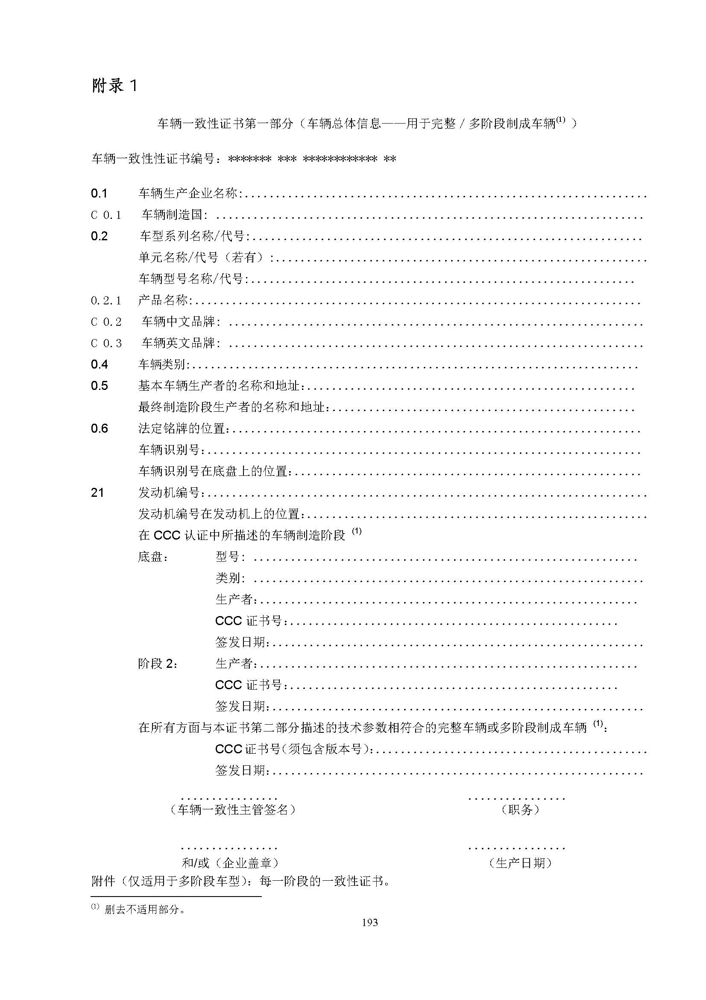 附录 1
车辆一致性证书第一部分（车辆总体信息——用于完整 / 多阶段制成车辆⁽¹⁾ ）
车辆一致性性证书编号：******* *** ************ **
0.1 车辆生产企业名称:................................................................
C 0.1 车辆制造国: ................................................................
0.2 车型系列名称/代号:................................................................
单元名称/代号（若有）:................................................................
车辆型号名称/代号:................................................................
0.2.1 产品名称:................................................................
C 0.2 车辆中文品牌: ................................................................
C 0.3 车辆英文品牌: ................................................................
0.4 车辆类别:................................................................
0.5 基本车辆生产者的名称和地址：................................................................
最终制造阶段生产者的名称和地址：................................................................
0.6 法定铭牌的位置：................................................................
车辆识别号：................................................................
车辆识别号在底盘上的位置：................................................................
21 发动机编号：................................................................
发动机编号在发动机上的位置：................................................................
在 CCC 认证中所描述的车辆制造阶段 ⁽¹⁾
底盘： 型号: ................................................................
类别: ................................................................
生产者：................................................................
CCC 证书号：................................................................
签发日期：................................................................
阶段 2： 生产者：................................................................
CCC 证书号：................................................................
签发日期：................................................................
在所有方面与本证书第二部分描述的技术参数相符合的完整车辆或多阶段制成车辆 ⁽¹⁾：
CCC 证书号（须包含版本号）：............................................
签发日期：................................................................
................ ................
（车辆一致性主管签名） （职务）
................ ................
和/或（企业盖章） （生产日期）
附件（仅适用于多阶段车型）：每一阶段的一致性证书。
⁽¹⁾ 删去不适用部分。
193